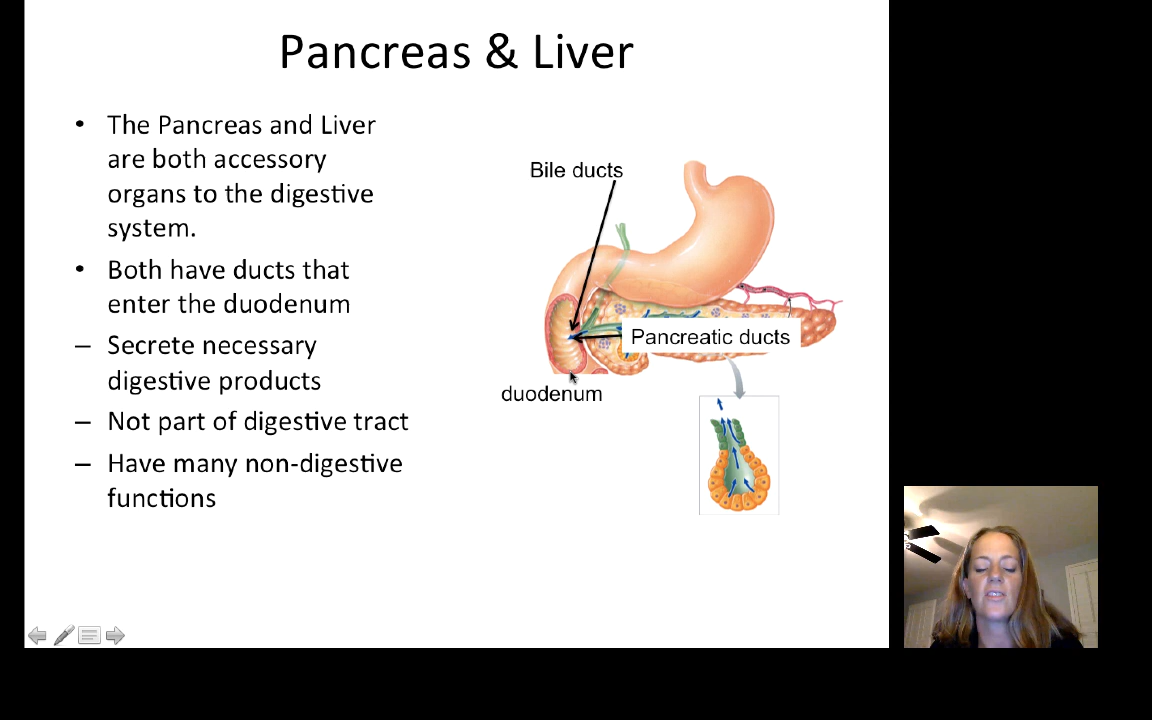 Pancreas & Liver
• The Pancreas and Liver
are both accessory
organs to the digestive
system.
• Both have ducts that
enter the duodenum
– Secrete necessary
digestive products
– Not part of digestive tract
– Have many non-digestive
functions
Bile ducts
Pancreatic ducts
duodenum